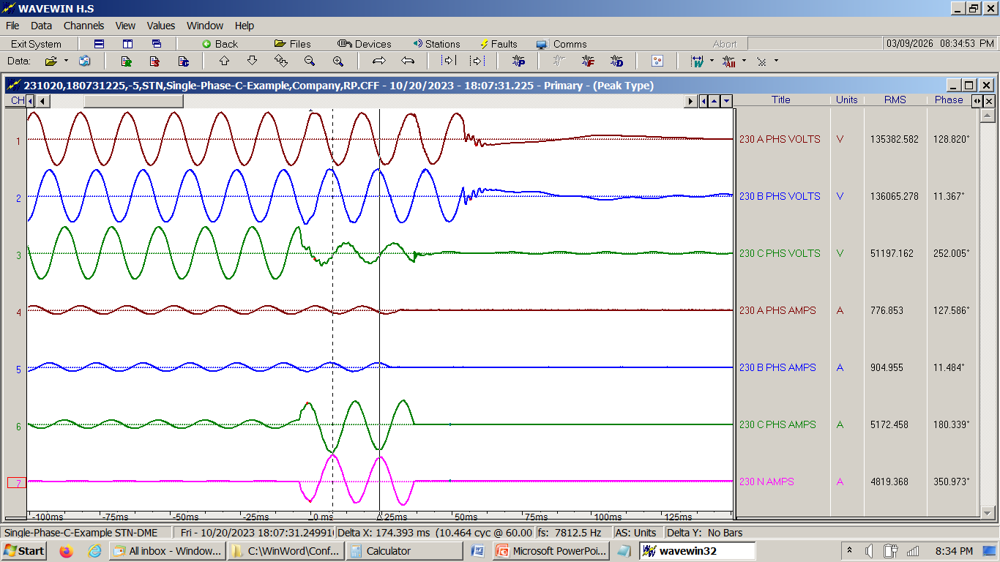 WAVEWIN H.S
File Data Channels View Values Window Help
Exit System Back Files Devices Stations Faults Comms Abort 03/09/2026 08:34:53 PM
Data:
231020,180731225,-5,STN,Single-Phase-C-Example,Company,RP.CFF - 10/20/2023 - 18:07:31.225 - Primary - (Peak Type)
CH Title Units RMS Phase
1 230 A PHS VOLTS V 135382.582 128.820°
2 230 B PHS VOLTS V 136065.278 11.367°
3 230 C PHS VOLTS V 51197.162 252.005°
4 230 A PHS AMPS A 776.853 127.586°
5 230 B PHS AMPS A 904.955 11.484°
6 230 C PHS AMPS A 5172.458 180.339°
7 230 N AMPS A 4819.368 350.973°
-100ms -75ms -50ms -25ms 0.0ms 25ms 50ms 75ms 100ms 125ms
Single-Phase-C-Example STN-DME Fri - 10/20/2023 18:07:31.24991 Delta X: 174.393 ms (10.464 cyc @ 60.00 fs: 7812.5 Hz AS: Units Delta Y: No Bars
Start All inbox - Window... C:\WinWord\Conf... Calculator Microsoft PowerPoi... wavewin32 8:34 PM